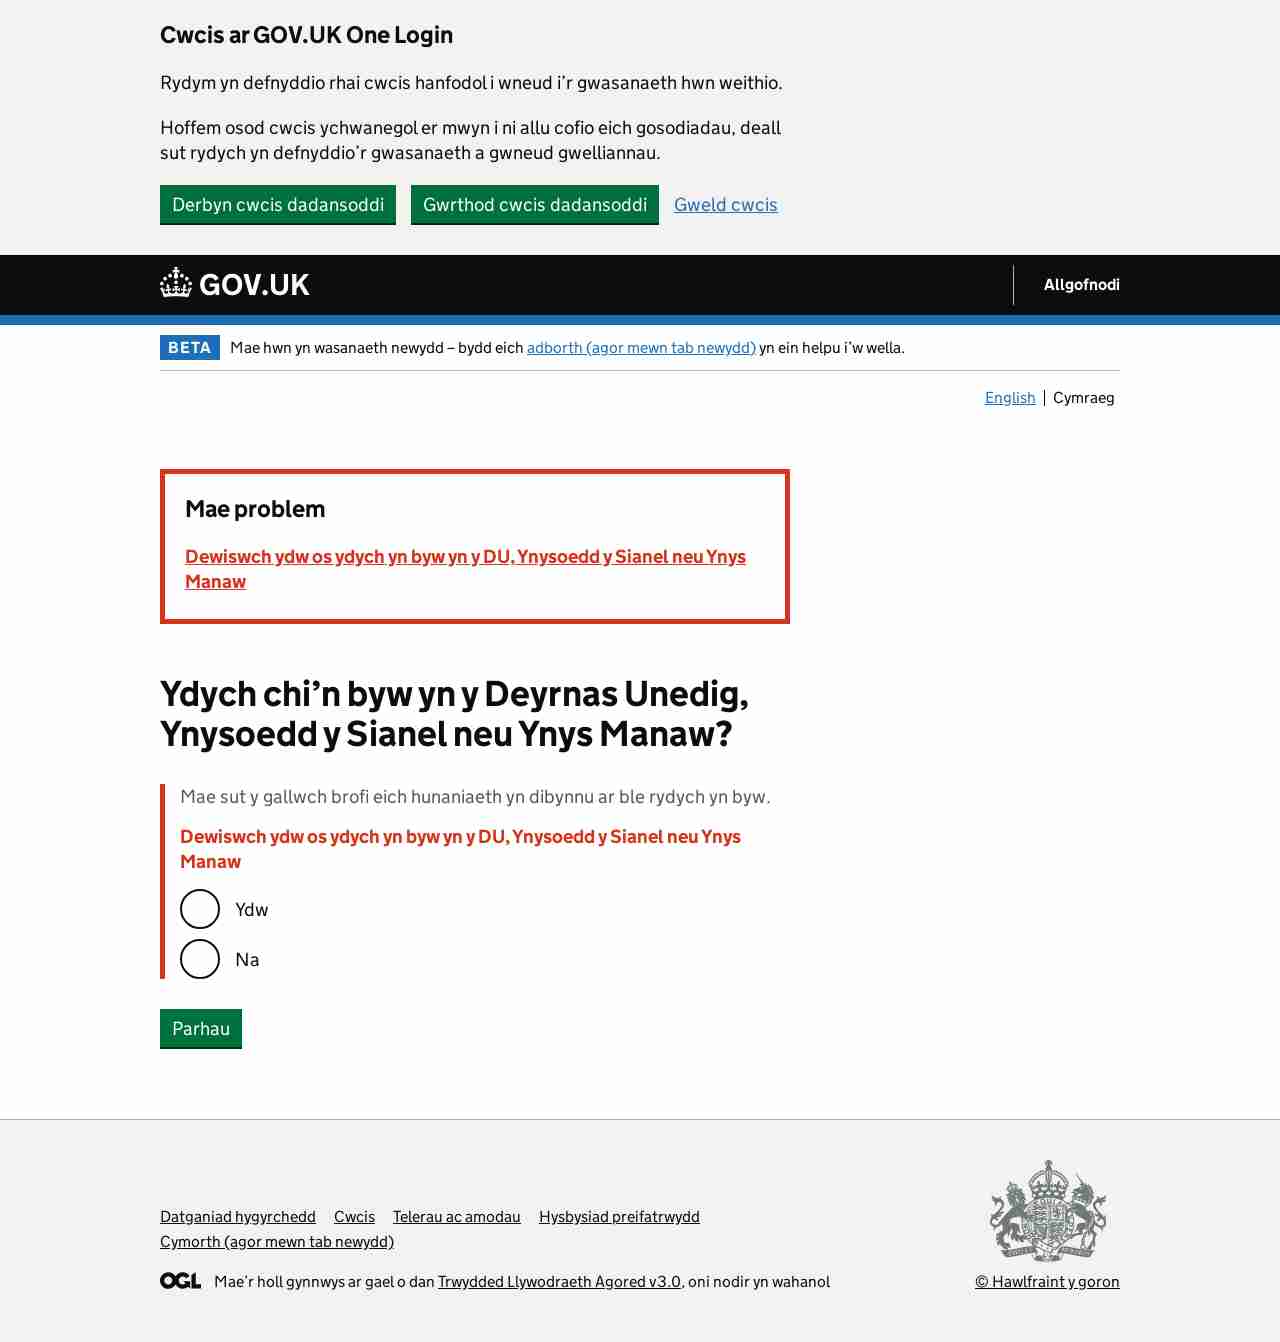 Cwcis ar GOV.UK One Login
Rydym yn defnyddio rhai cwcis hanfodol i wneud i’r gwasanaeth hwn weithio.
Hoffem osod cwcis ychwanegol er mwyn i ni allu cofio eich gosodiadau, deall
sut rydych yn defnyddio’r gwasanaeth a gwneud gwelliannau.
Derbyn cwcis dadansoddi Gwrthod cwcis dadansoddi Gweld cwcis
GOV.UK Allgofnodi
BETA Mae hwn yn wasanaeth newydd – bydd eich adborth (agor mewn tab newydd) yn ein helpu i’w wella.
English Cymraeg
Mae problem
Dewiswch ydw os ydych yn byw yn y DU, Ynysoedd y Sianel neu Ynys
Manaw
Ydych chi’n byw yn y Deyrnas Unedig,
Ynysoedd y Sianel neu Ynys Manaw?
Mae sut y gallwch brofi eich hunaniaeth yn dibynnu ar ble rydych yn byw.
Dewiswch ydw os ydych yn byw yn y DU, Ynysoedd y Sianel neu Ynys
Manaw
Ydw
Na
Parhau
Datganiad hygyrchedd Cwcis Telerau ac amodau Hysbysiad preifatrwydd
Cymorth (agor mewn tab newydd)
OGL Mae’r holl gynnwys ar gael o dan Trwydded Llywodraeth Agored v3.0, oni nodir yn wahanol
© Hawlfraint y goron